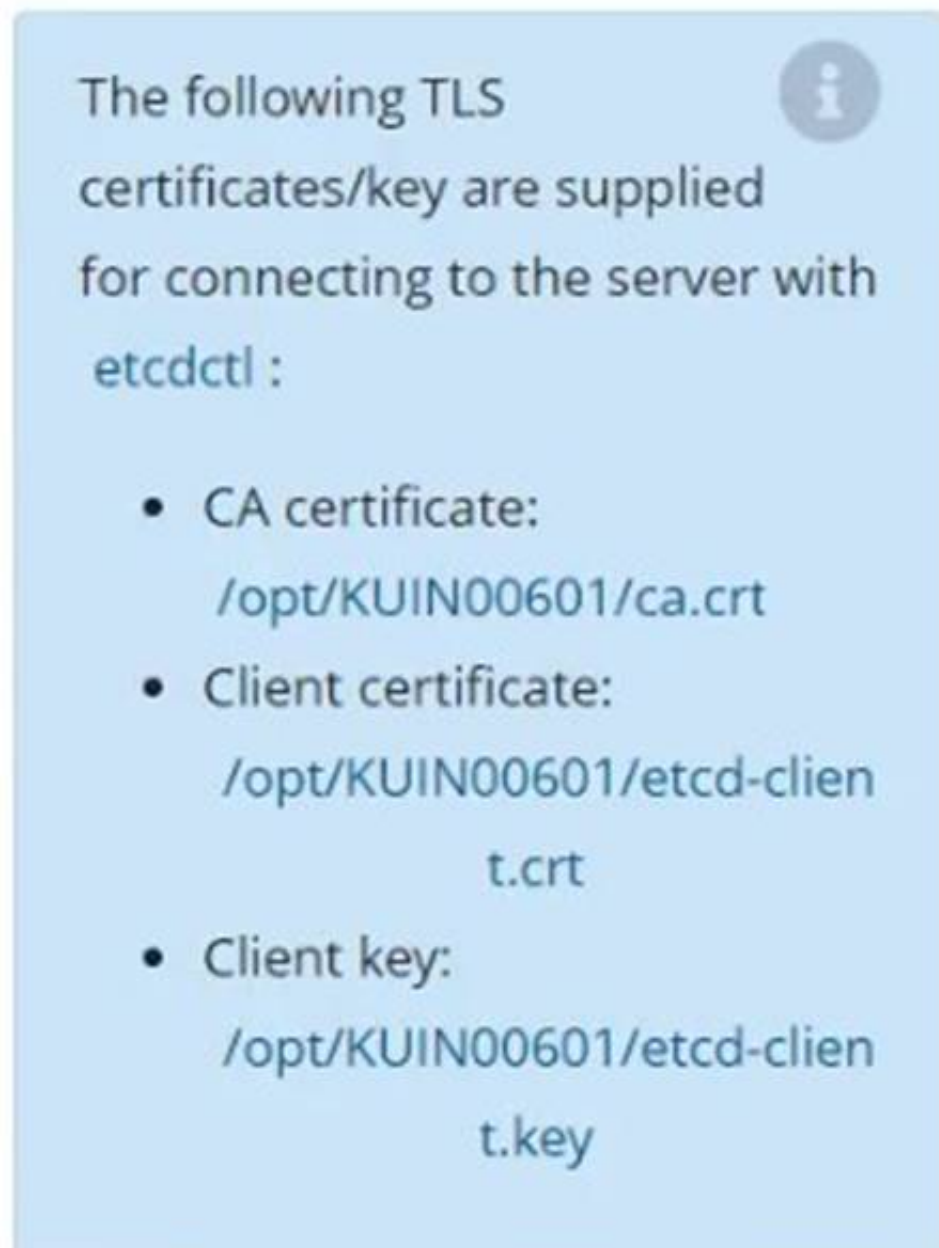 The following TLS
certificates/key are supplied
for connecting to the server with
etcdctl :
• CA certificate:
/opt/KUIN00601/ca.crt
• Client certificate:
/opt/KUIN00601/etcd-clien
t.crt
• Client key:
/opt/KUIN00601/etcd-clien
t.key